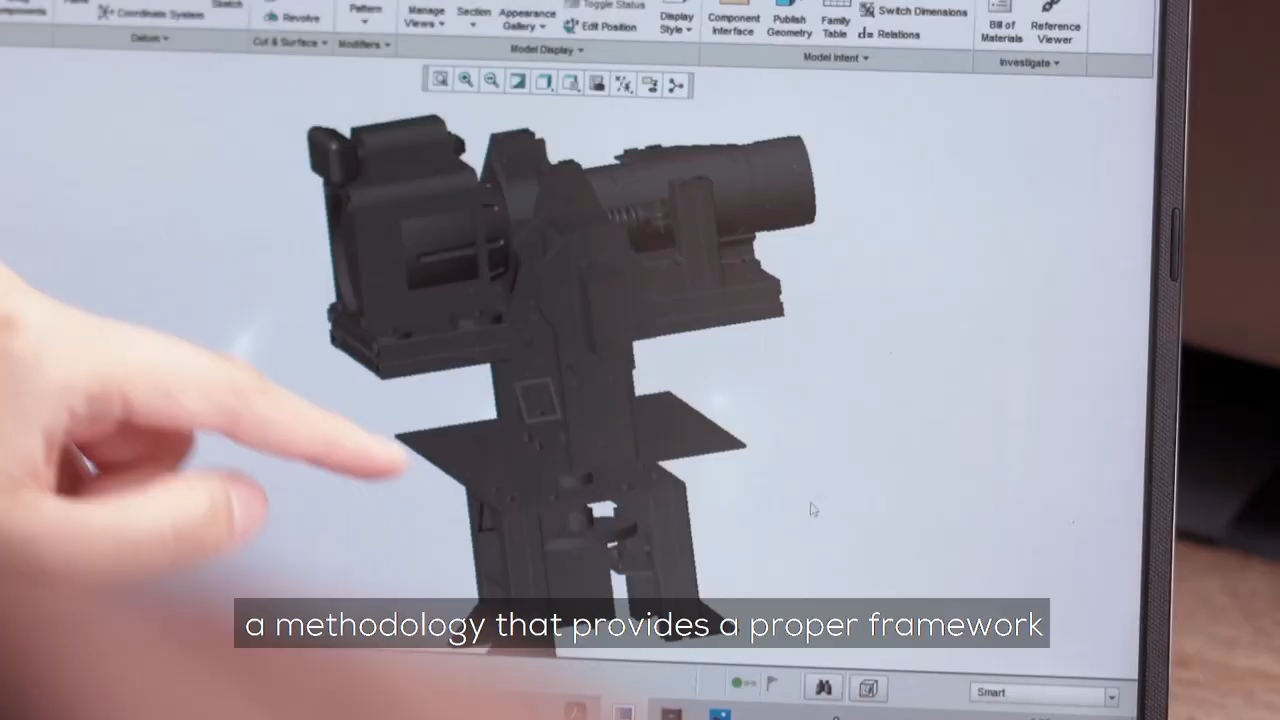 Coordinate System
Sketch
Revolve
Pattern
Manage
Views
Section
Appearance
Gallery
Toggle Status
Edit Position
Display
Style
Component
Interface
Publish
Geometry
Family
Table
Switch Dimensions
d= Relations
Bill of
Materials
Reference
Viewer
Datum
Cut & Surface
Modifiers
Model Display
Model Intent
Investigate
a methodology that provides a proper framework
Smart